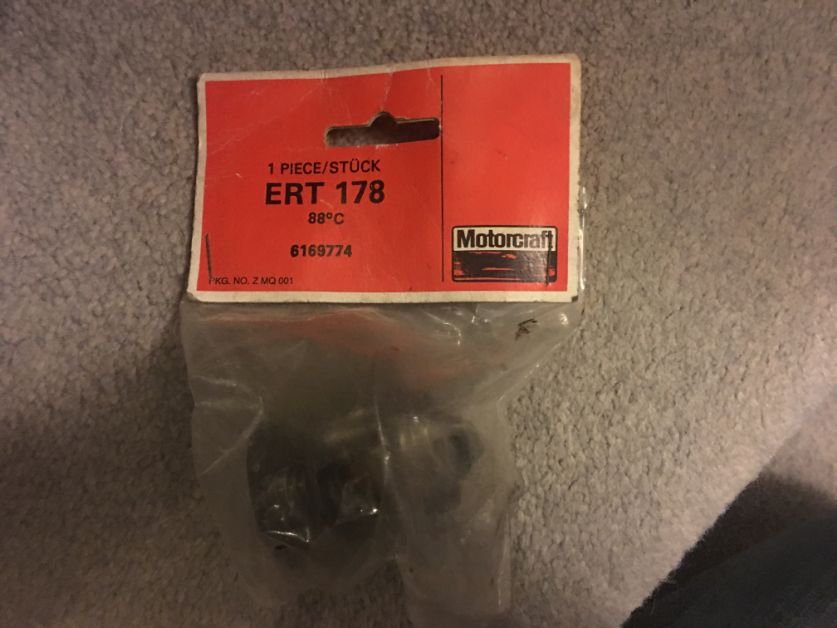 1 PIECE/STÜCK
ERT 178
88°C
6169774
PKG. NO. Z MQ 001
Motorcraft